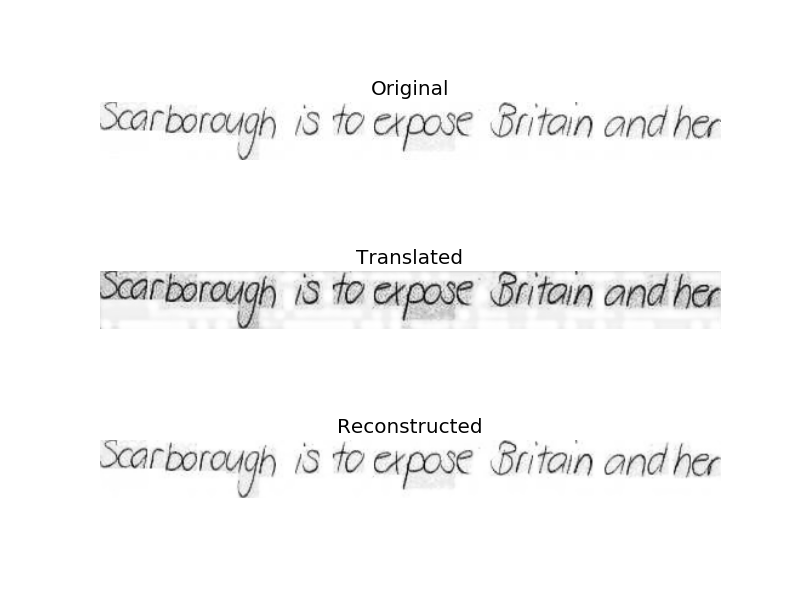 Original
Scarborough is to expose Britain and her
Translated
Scarborough is to expose Britain and her
Reconstructed
Scarborough is to expose Britain and her